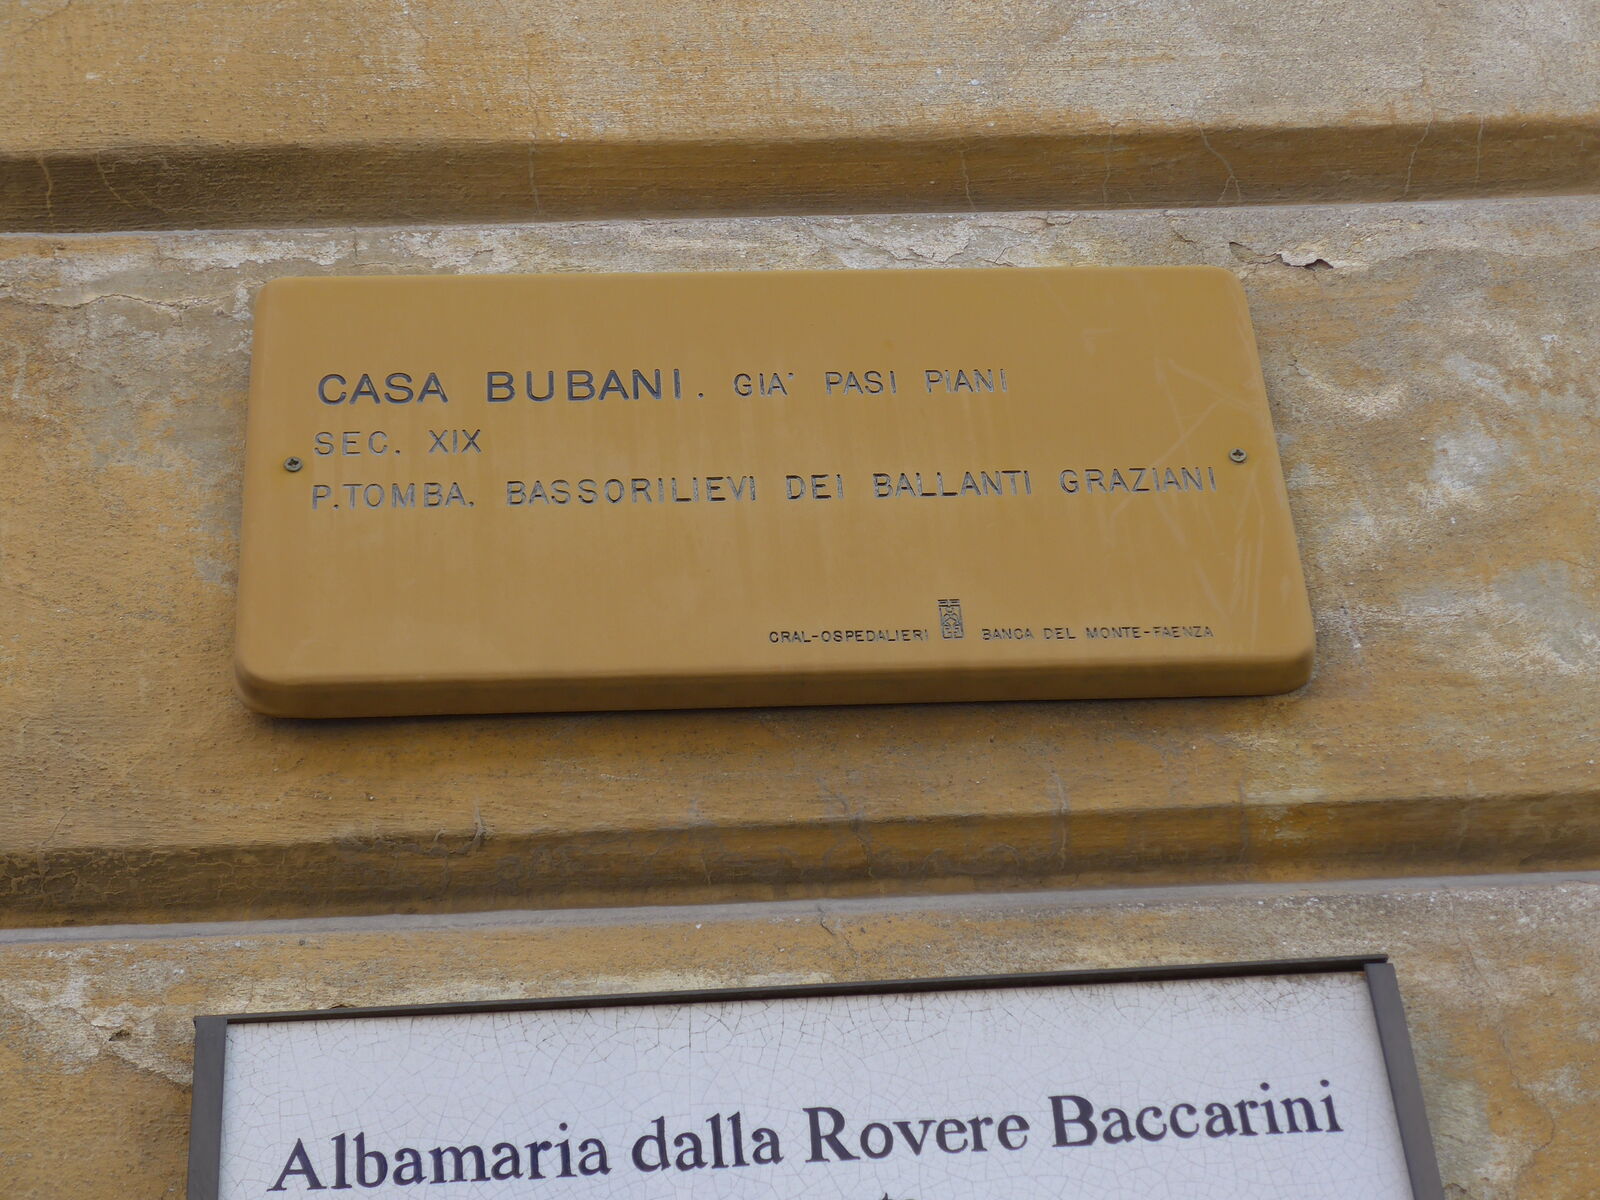 CASA BUBANI. GIA' PASI PIANI
SEC. XIX
P. TOMBA. BASSORILIEVI DEI BALLANTI GRAZIANI
CRAL-OSPEDALIERI BANCA DEL MONTE-FAENZA
Albamaria dalla Rovere Baccarini